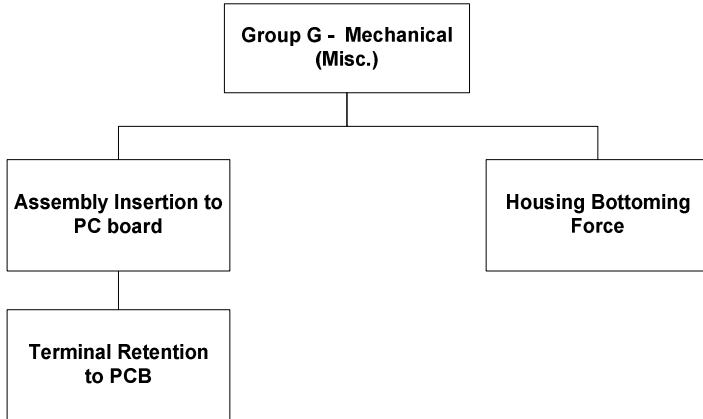 Group G - Mechanical
(Misc.)
Assembly Insertion to
PC board
Housing Bottoming
Force
Terminal Retention
to PCB